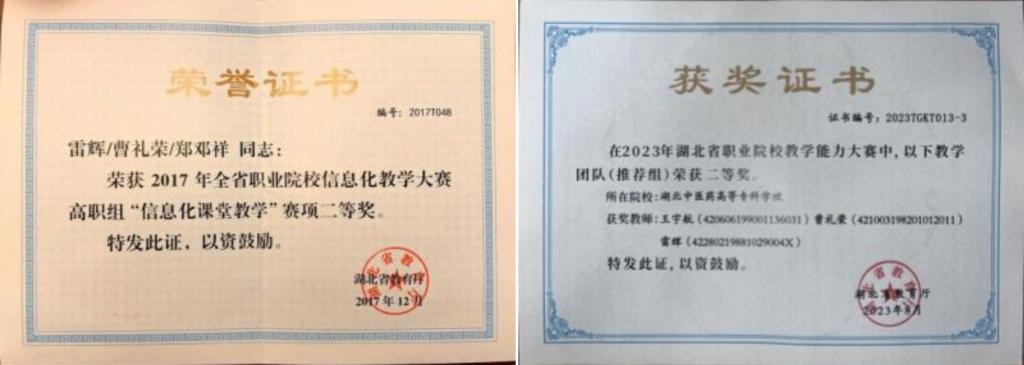 荣誉证书
编号：2017T048
雷辉/曹礼荣/郑邓祥 同志：
荣获 2017 年全省职业院校信息化教学大赛
高职组“信息化课堂教学”赛项二等奖。
特发此证，以资鼓励。
湖北省教育厅
2017 年 12 月
获奖证书
证书编号：2023TGKT013-3
在2023年湖北省职业院校教学能力大赛中，以下教学
团队（推荐组）荣获二等奖。
所在院校：湖北中医药高等专科学校
获奖教师：王宇航（420606199001136031）曹礼荣（421003198201012011）
雷辉（42280219881029004X）
特发此证，以资鼓励。
湖北省教育厅
2023年8月